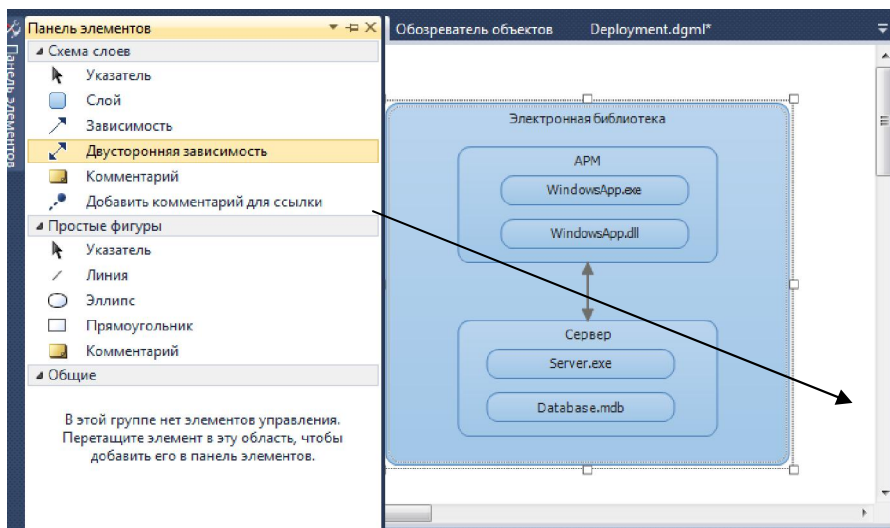 Панель элементов
Панель элементов
Схема слоев
Указатель
Слой
Зависимость
Двусторонняя зависимость
Комментарий
Добавить комментарий для ссылки
Простые фигуры
Указатель
Линия
Эллипс
Прямоугольник
Комментарий
Общие
В этой группе нет элементов управления.
Перетащите элемент в эту область, чтобы
добавить его в панель элементов.
Обозреватель объектов
Deployment.dgml*
Электронная библиотека
АРМ
WindowsApp.exe
WindowsApp.dll
Сервер
Server.exe
Database.mdb